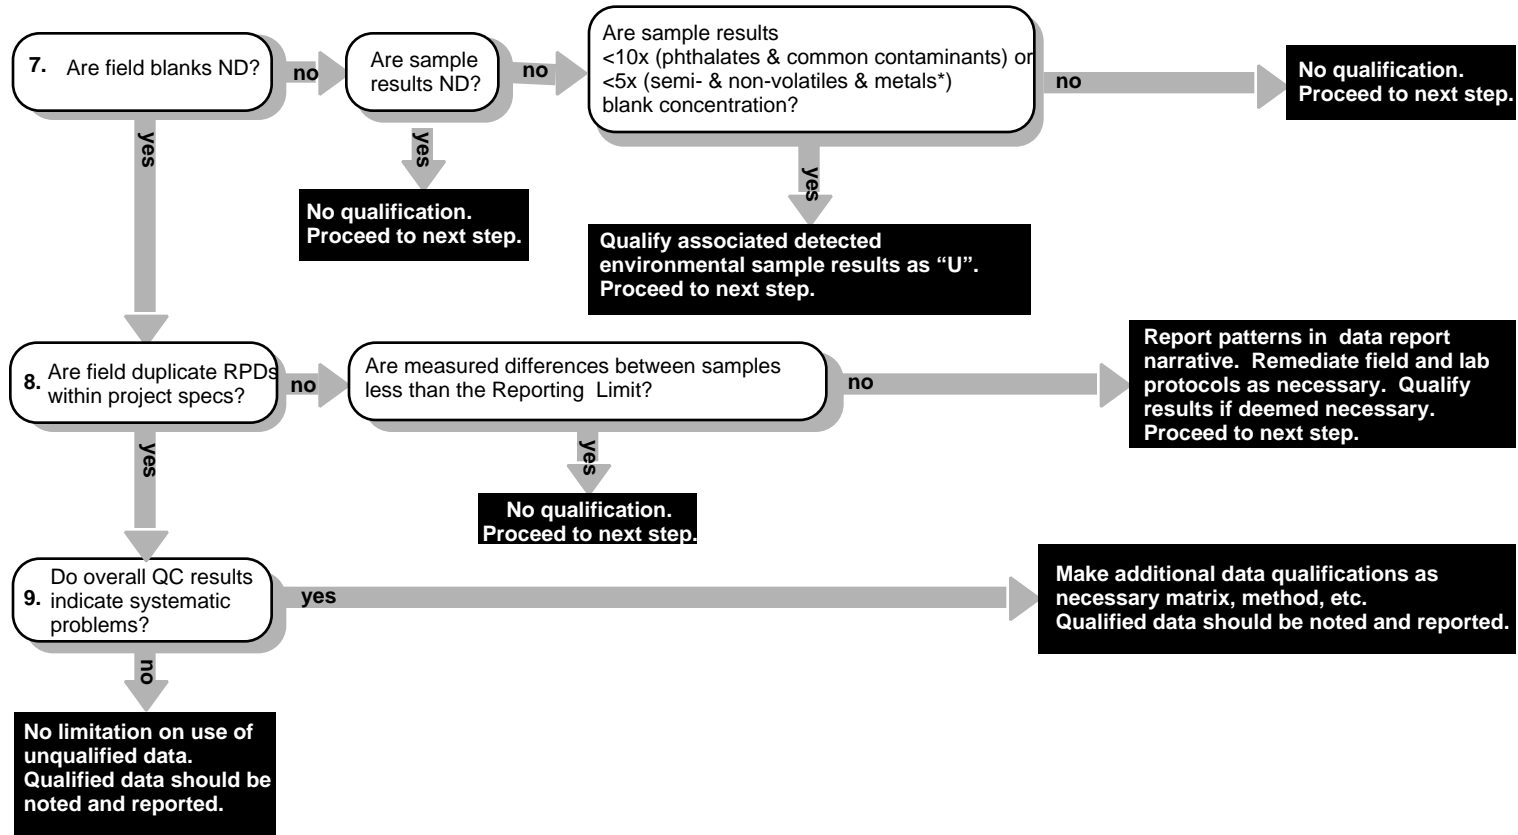 7. Are field blanks ND?
no
Are sample
results ND?
no
Are sample results
<10x (phthalates & common contaminants) or
<5x (semi- & non-volatiles & metals*)
blank concentration?
no
No qualification.
Proceed to next step.
yes
yes
yes
No qualification.
Proceed to next step.
Qualify associated detected
environmental sample results as “U”.
Proceed to next step.
8. Are field duplicate RPDs
within project specs?
no
Are measured differences between samples
less than the Reporting Limit?
no
Report patterns in data report
narrative. Remediate field and lab
protocols as necessary. Qualify
results if deemed necessary.
Proceed to next step.
yes
yes
No qualification.
Proceed to next step.
9. Do overall QC results
indicate systematic
problems?
yes
Make additional data qualifications as
necessary matrix, method, etc.
Qualified data should be noted and reported.
no
No limitation on use of
unqualified data.
Qualified data should be
noted and reported.